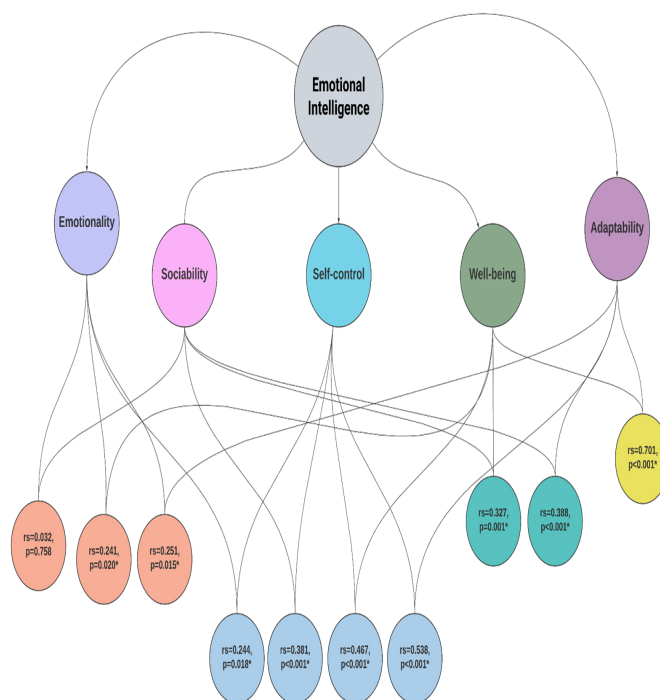 Emotional
Intelligence
Emotionality
Sociability
Self-control
Well-being
Adaptability
rs=0.701,
p<0.001*
rs=0.327,
p=0.001*
rs=0.388,
p<0.001*
rs=0.032,
p=0.758
rs=0.241,
p=0.020*
rs=0.251,
p=0.015*
rs=0.244,
p=0.018*
rs=0.381,
p<0.001*
rs=0.467,
p<0.001*
rs=0.538,
p<0.001*